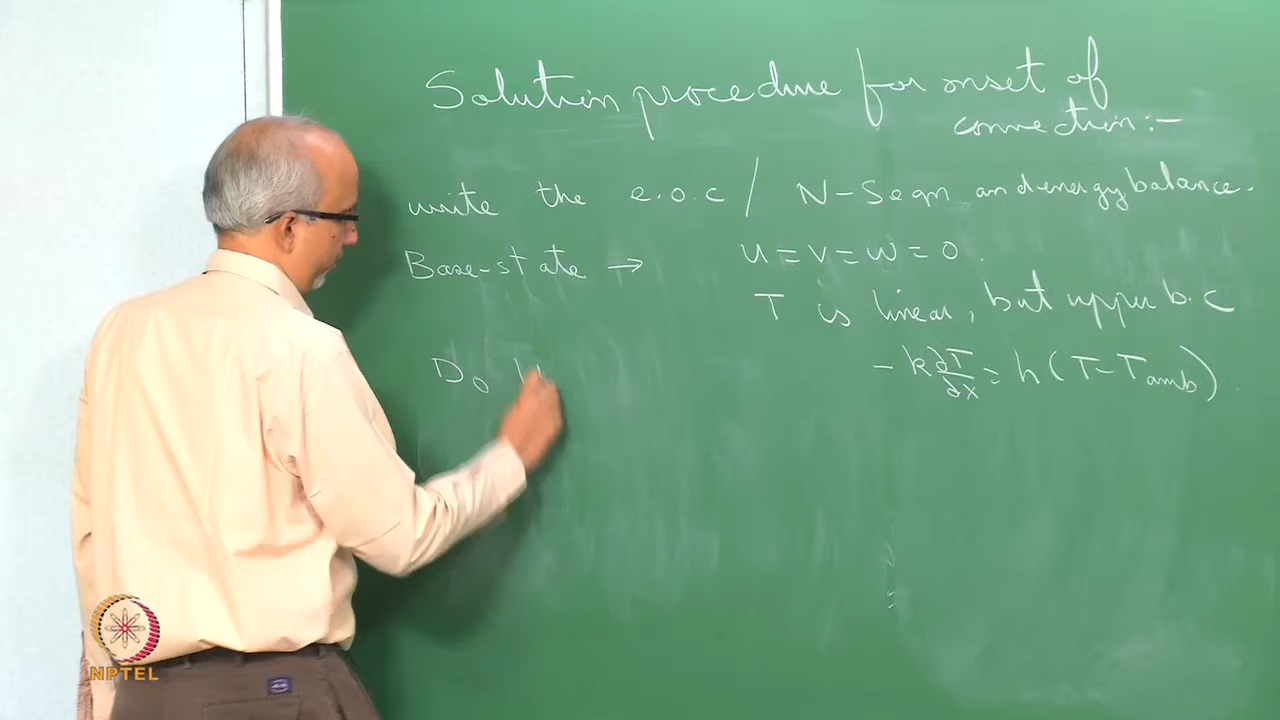 Solution procedure for onset of
convection:-
write the e.o.c / N-S eqn and energy balance.
Base-state → u = v = w = 0.
T is linear, but upper b.c
-k ∂T/∂x = h(T - Tamb).
Do
NPTEL